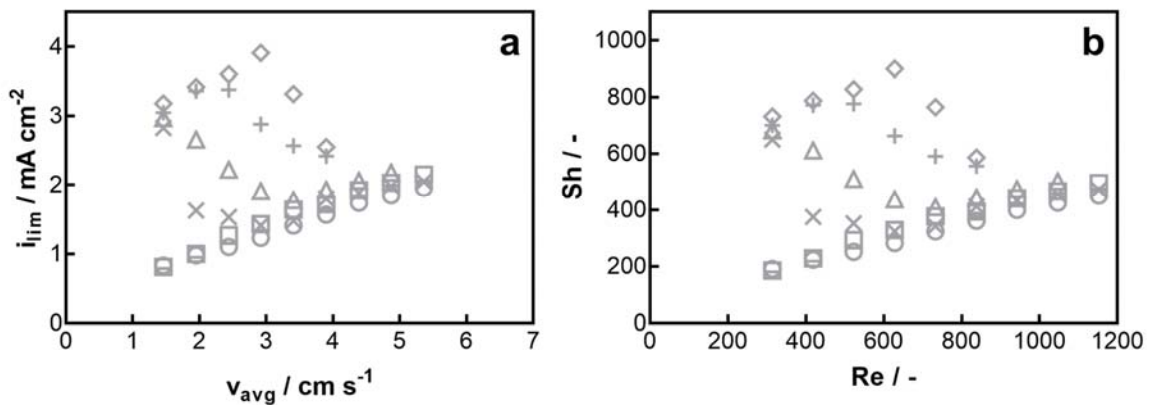 a
4
3
2
1
0
0 1 2 3 4 5 6 7
i_lim / mA cm⁻²
v_avg / cm s⁻¹
b
1000
800
600
400
200
0
0 200 400 600 800 1000 1200
Sh / -
Re / -